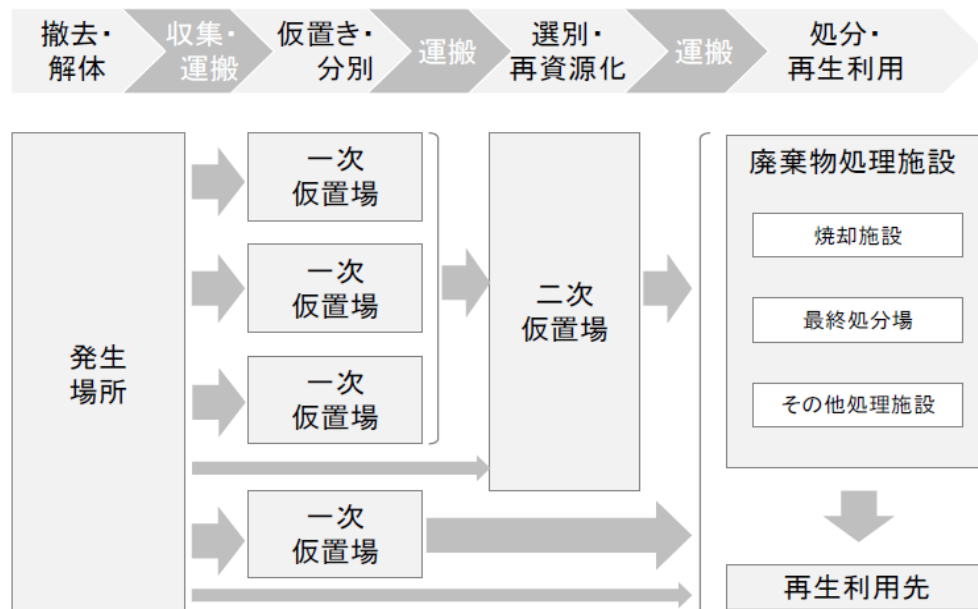 撤去・
解体
収集・
運搬
仮置き・
分別
運搬
選別・
再資源化
運搬
処分・
再生利用
発生
場所
一次
仮置場
一次
仮置場
一次
仮置場
一次
仮置場
二次
仮置場
廃棄物処理施設
焼却施設
最終処分場
その他処理施設
再生利用先